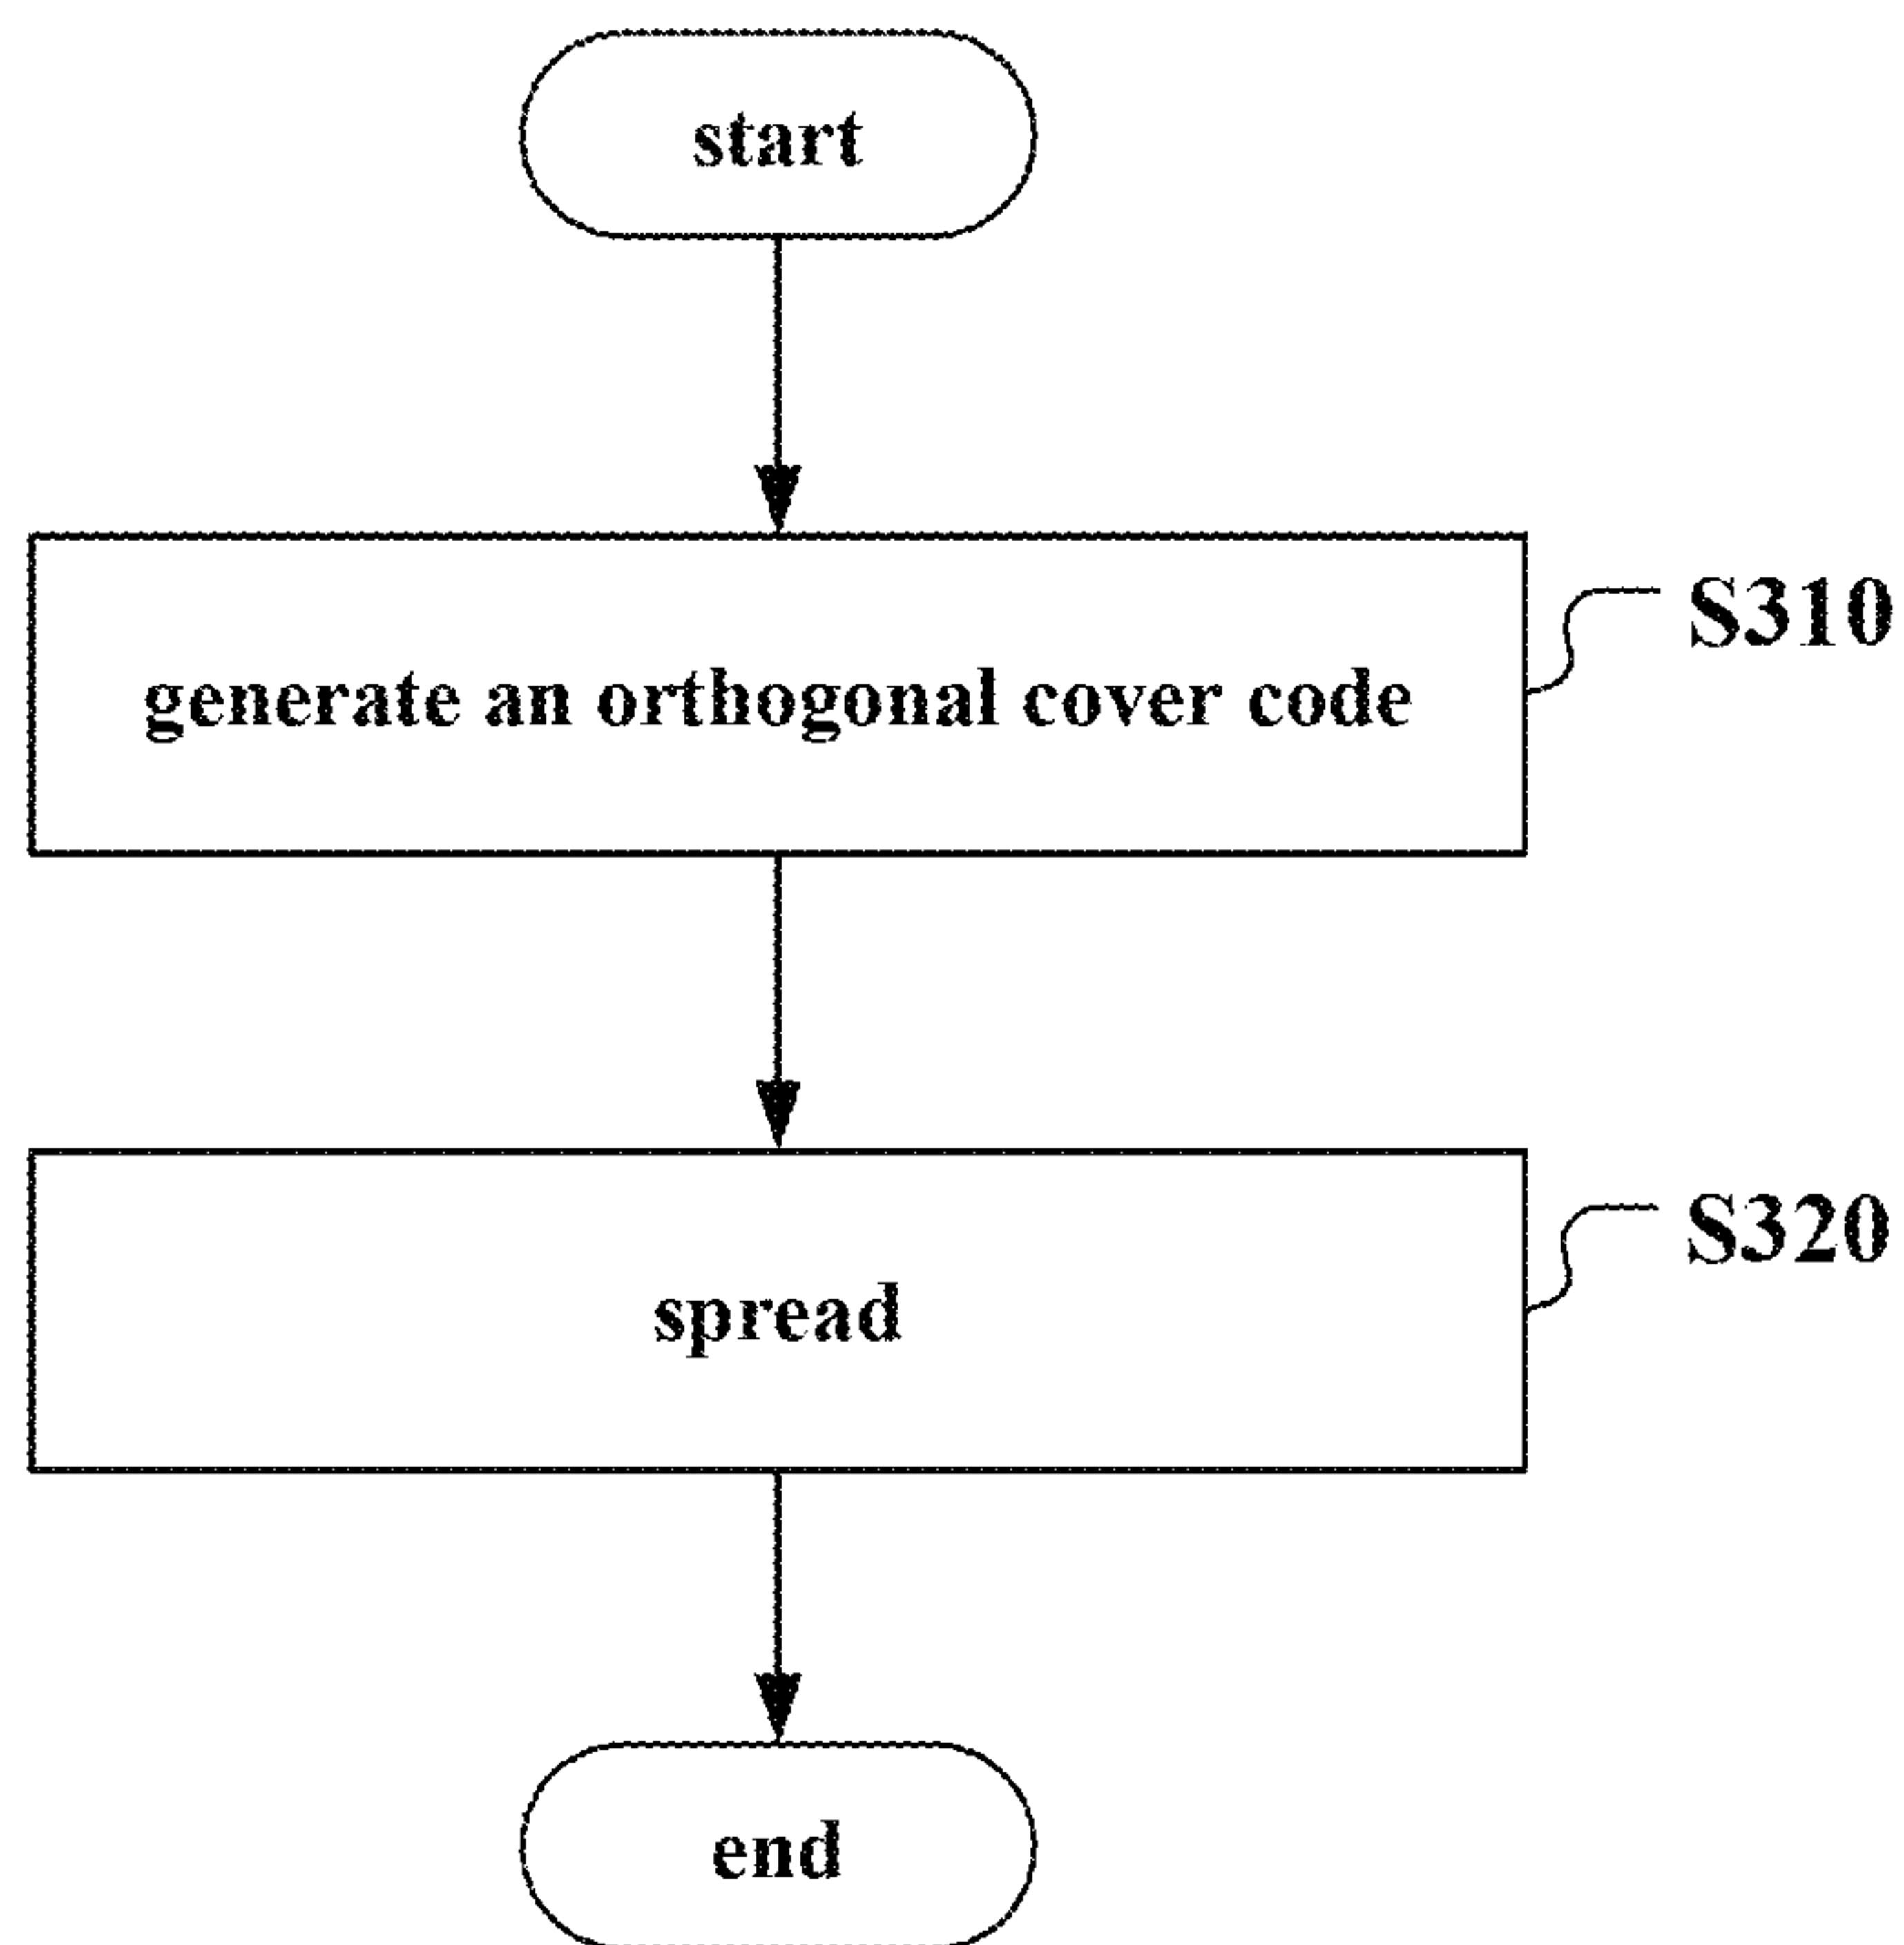 start
S310
generate an orthogonal cover code
S320
spread
end